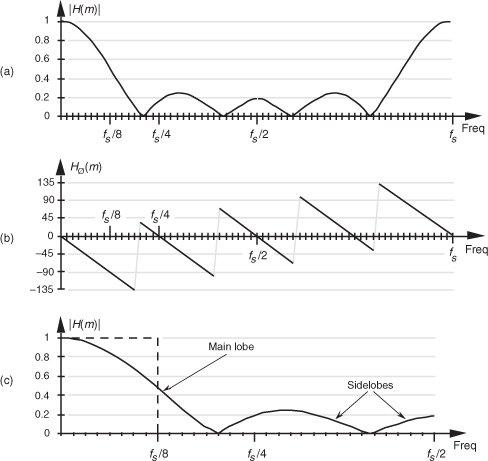 |H(m)|
1
0.8
0.6
(a)
0.4
0.2
0
fs/8
fs/4
fs/2
fs
Freq
HØ(m)
135
90
45
fs/8
fs/4
(b)
0
−45
−90
−135
fs/2
fs
Freq
|H(m)|
1
0.8
Main lobe
0.6
(c)
0.4
Sidelobes
0.2
0
fs/8
fs/4
fs/2
Freq